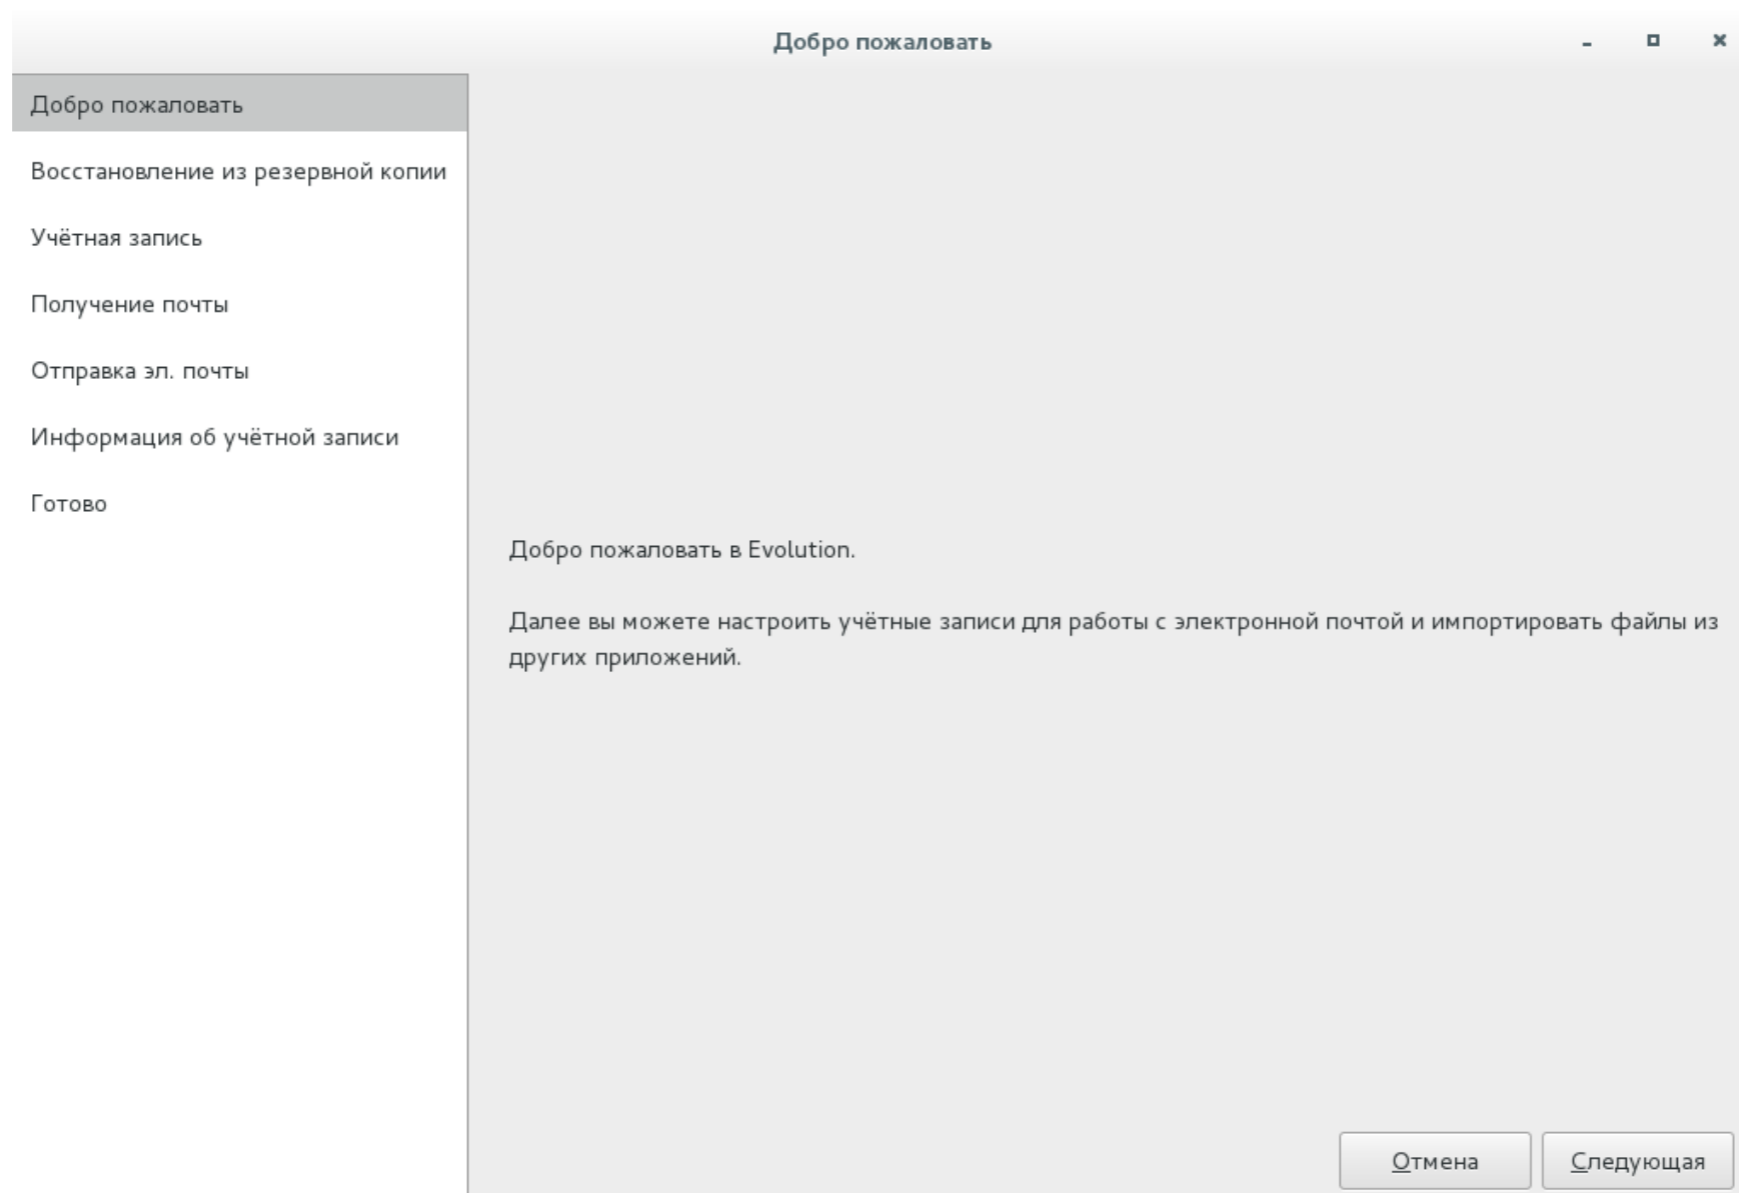 Добро пожаловать
Добро пожаловать
Восстановление из резервной копии
Учётная запись
Получение почты
Отправка эл. почты
Информация об учётной записи
Готово
Добро пожаловать в Evolution.
Далее вы можете настроить учётные записи для работы с электронной почтой и импортировать файлы из
других приложений.
Отмена
Следующая